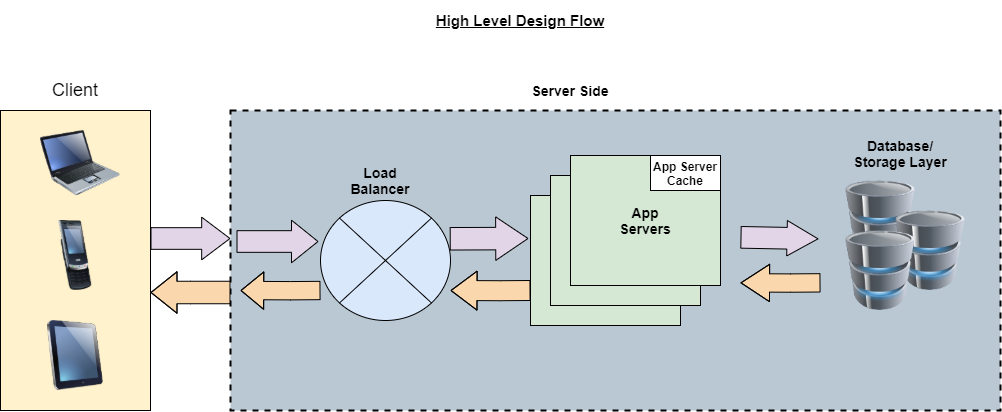 High Level Design Flow
Client
Server Side
Load
Balancer
App Server
Cache
App
Servers
Database/
Storage Layer